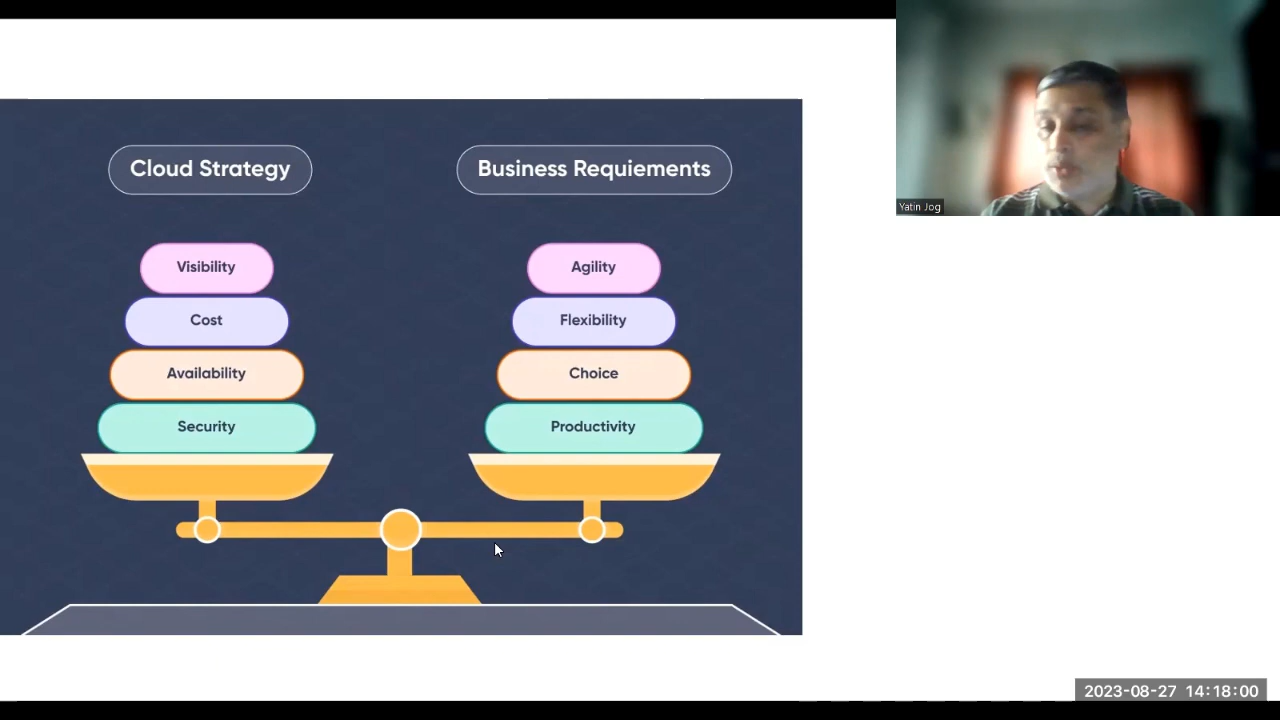 Cloud Strategy
Business Requiements
Visibility
Cost
Availability
Security
Agility
Flexibility
Choice
Productivity
Yatin Jog
2023-08-27 14:18:00